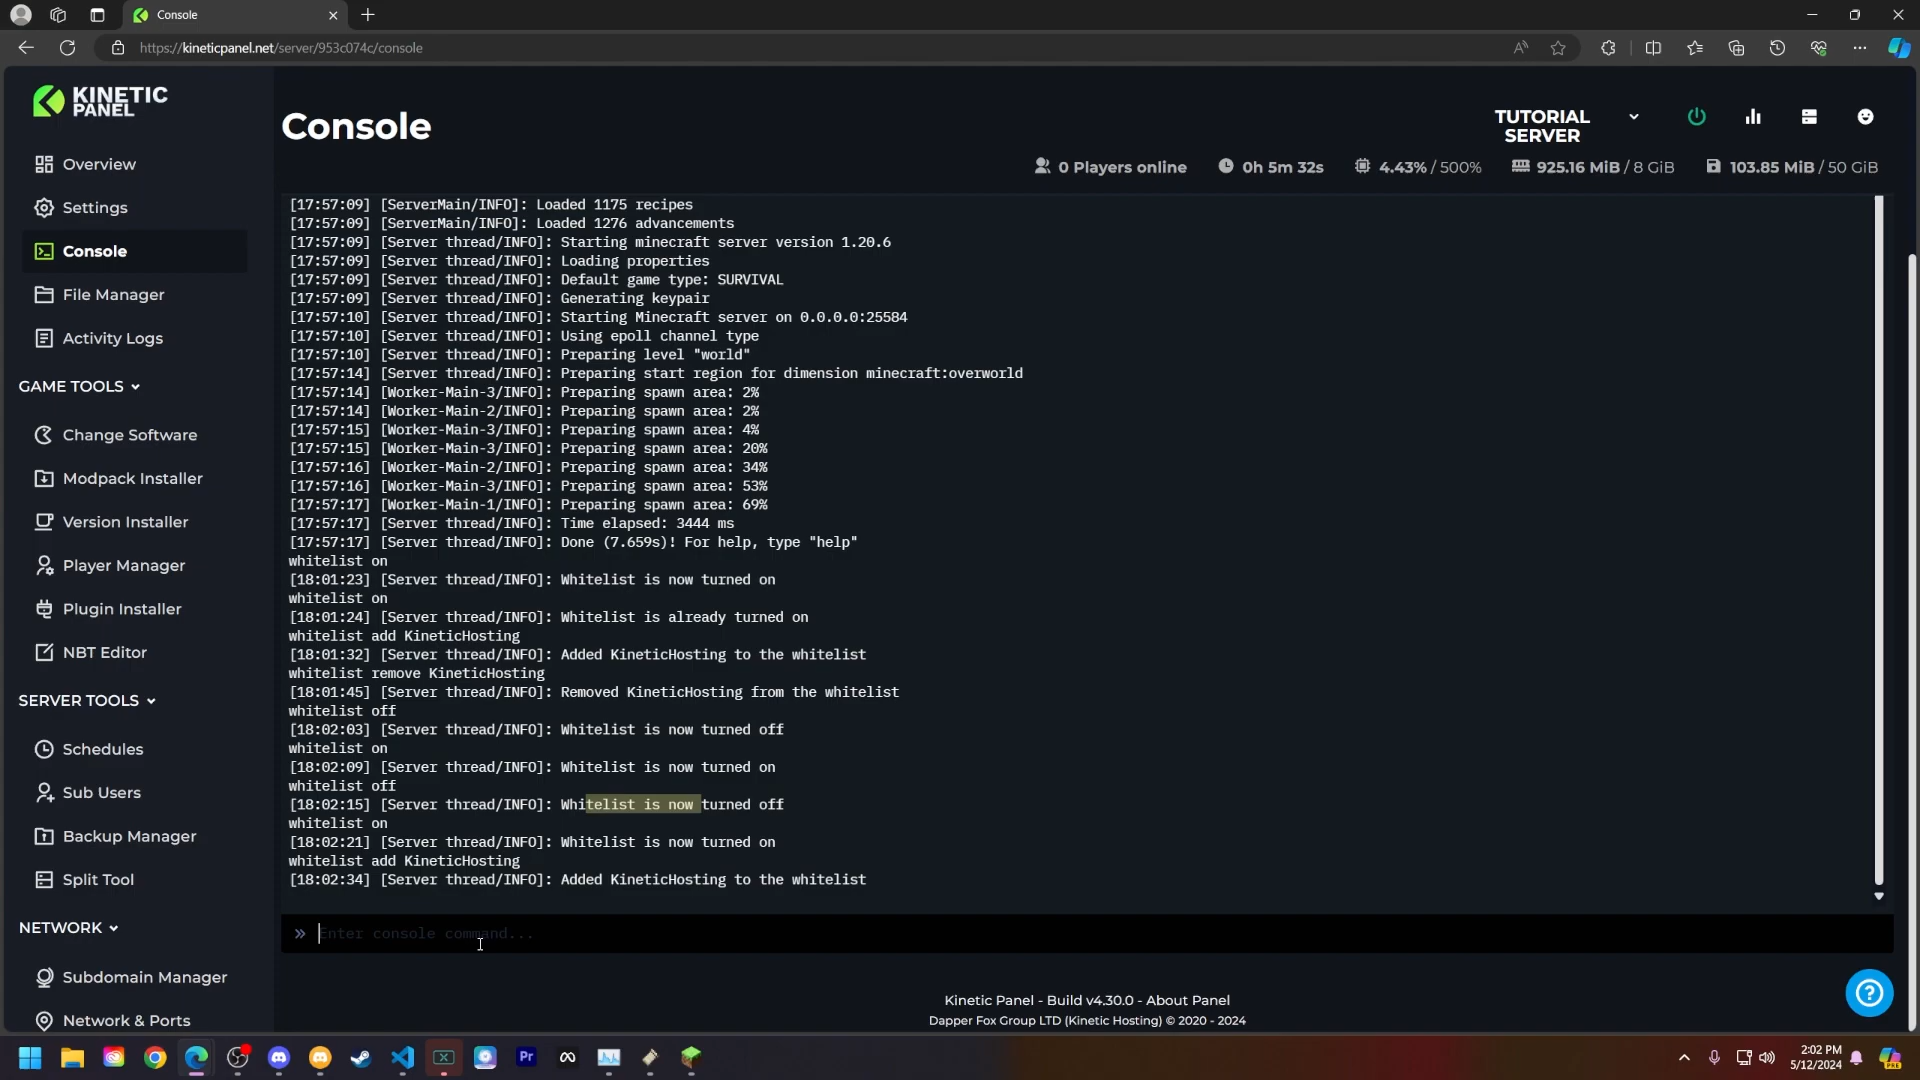 Console
https://kineticpanel.net/server/953c074c/console
KINETIC
PANEL
Console
TUTORIAL
SERVER
0 Players online
0h 5m 32s
4.43% / 500%
925.16 MiB / 8 GiB
103.85 MiB / 50 GiB
Overview
Settings
Console
File Manager
Activity Logs
GAME TOOLS
Change Software
Modpack Installer
Version Installer
Player Manager
Plugin Installer
NBT Editor
SERVER TOOLS
Schedules
Sub Users
Backup Manager
Split Tool
NETWORK
Subdomain Manager
Network & Ports
[17:57:09] [ServerMain/INFO]: Loaded 1175 recipes
[17:57:09] [ServerMain/INFO]: Loaded 1276 advancements
[17:57:09] [Server thread/INFO]: Starting minecraft server version 1.20.6
[17:57:09] [Server thread/INFO]: Loading properties
[17:57:09] [Server thread/INFO]: Default game type: SURVIVAL
[17:57:09] [Server thread/INFO]: Generating keypair
[17:57:10] [Server thread/INFO]: Starting Minecraft server on 0.0.0.0:25584
[17:57:10] [Server thread/INFO]: Using epoll channel type
[17:57:10] [Server thread/INFO]: Preparing level "world"
[17:57:14] [Server thread/INFO]: Preparing start region for dimension minecraft:overworld
[17:57:14] [Worker-Main-3/INFO]: Preparing spawn area: 2%
[17:57:14] [Worker-Main-2/INFO]: Preparing spawn area: 2%
[17:57:15] [Worker-Main-3/INFO]: Preparing spawn area: 4%
[17:57:15] [Worker-Main-3/INFO]: Preparing spawn area: 20%
[17:57:16] [Worker-Main-2/INFO]: Preparing spawn area: 34%
[17:57:16] [Worker-Main-3/INFO]: Preparing spawn area: 53%
[17:57:17] [Worker-Main-1/INFO]: Preparing spawn area: 69%
[17:57:17] [Server thread/INFO]: Time elapsed: 3444 ms
[17:57:17] [Server thread/INFO]: Done (7.659s)! For help, type "help"
whitelist on
[18:01:23] [Server thread/INFO]: Whitelist is now turned on
whitelist on
[18:01:24] [Server thread/INFO]: Whitelist is already turned on
whitelist add KineticHosting
[18:01:32] [Server thread/INFO]: Added KineticHosting to the whitelist
whitelist remove KineticHosting
[18:01:45] [Server thread/INFO]: Removed KineticHosting from the whitelist
whitelist off
[18:02:03] [Server thread/INFO]: Whitelist is now turned off
whitelist on
[18:02:09] [Server thread/INFO]: Whitelist is now turned on
whitelist off
[18:02:15] [Server thread/INFO]: Whitelist is now turned off
whitelist on
[18:02:21] [Server thread/INFO]: Whitelist is now turned on
whitelist add KineticHosting
[18:02:34] [Server thread/INFO]: Added KineticHosting to the whitelist
» Enter console command...
Kinetic Panel - Build v4.30.0 - About Panel
Dapper Fox Group LTD (Kinetic Hosting) © 2020 - 2024
Pr
2:02 PM
5/12/2024
PRE